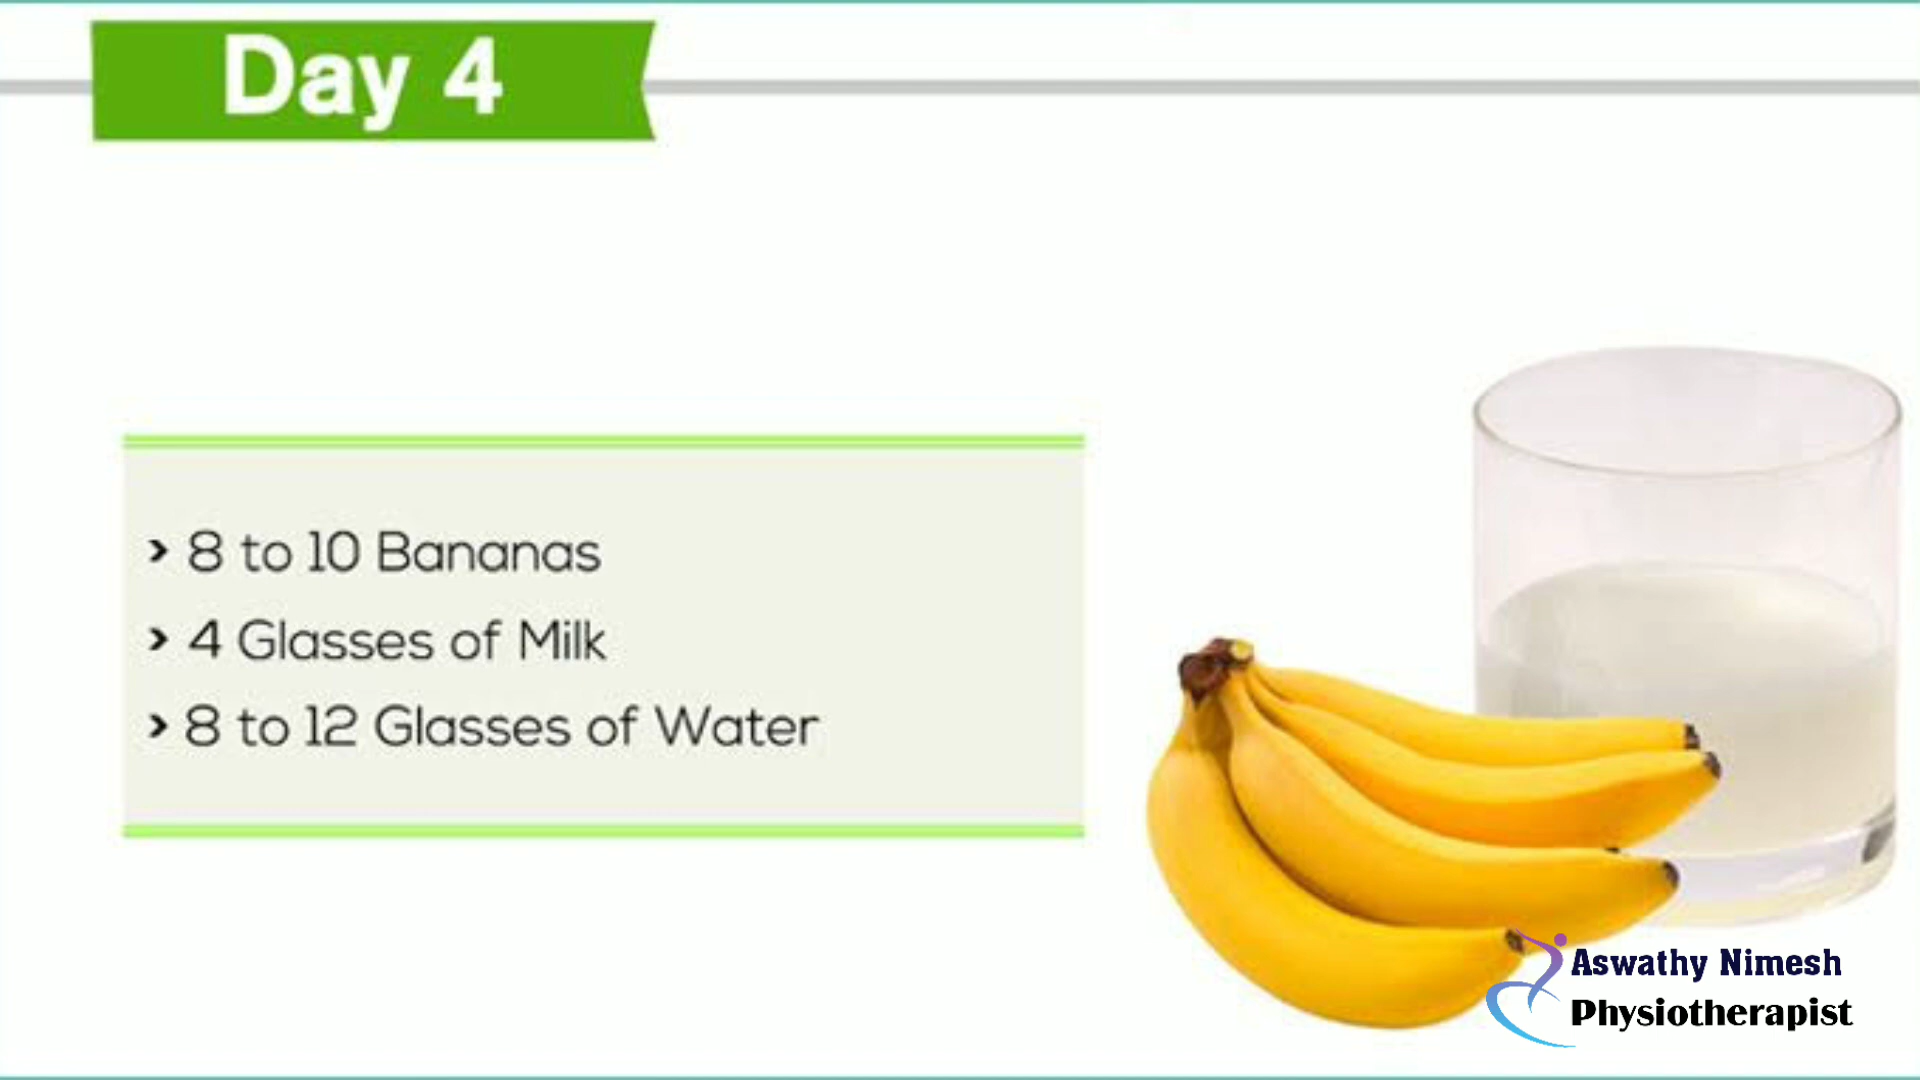 Day 4
> 8 to 10 Bananas
> 4 Glasses of Milk
> 8 to 12 Glasses of Water
Aswathy Nimesh
Physiotherapist